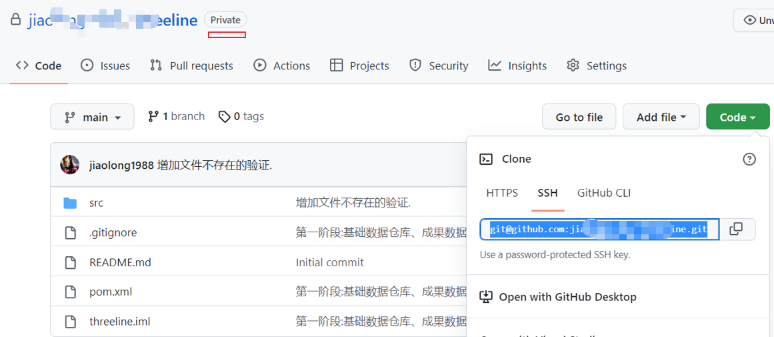 jiao eeline Private Unw
Code Issues Pull requests Actions Projects Security Insights Settings
main 1 branch 0 tags Go to file Add file Code
jiaolong1988 增加文件不存在的验证.
Clone
HTTPS SSH GitHub CLI
src 增加文件不存在的验证.
git@github.com:jia ine.git
.gitignore 第一阶段:基础数据仓库、成果数据
Use a password-protected SSH key.
README.md Initial commit
pom.xml 第一阶段:基础数据仓库、成果数据
Open with GitHub Desktop
threeline.iml 第一阶段:基础数据仓库、成果数据